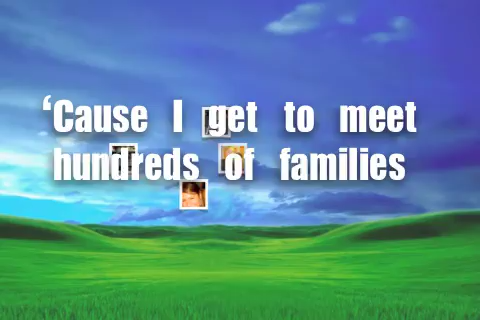 ‘Cause I get to meet
hundreds of families